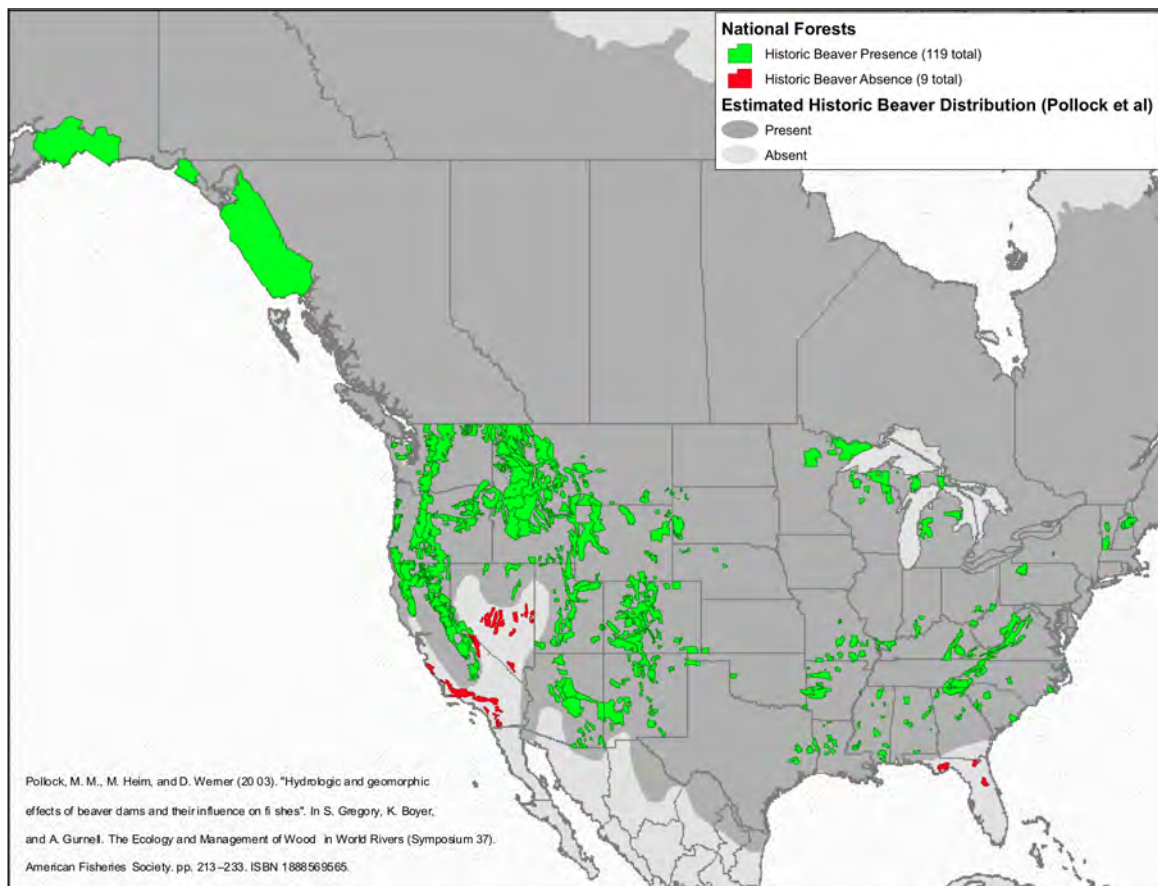 National Forests
Historic Beaver Presence (119 total)
Historic Beaver Absence (9 total)
Estimated Historic Beaver Distribution (Pollock et al)
Present
Absent
Pollock, M. M., M. Heim, and D. Werner (20 03). "Hydrologic and geomorphic
effects of beaver dams and their influence on fi shes". In S. Gregory, K. Boyer,
and A. Gurnell. The Ecology and Management of Wood in World Rivers (Symposium 37).
American Fisheries Society. pp. 213–233. ISBN 1888569565.